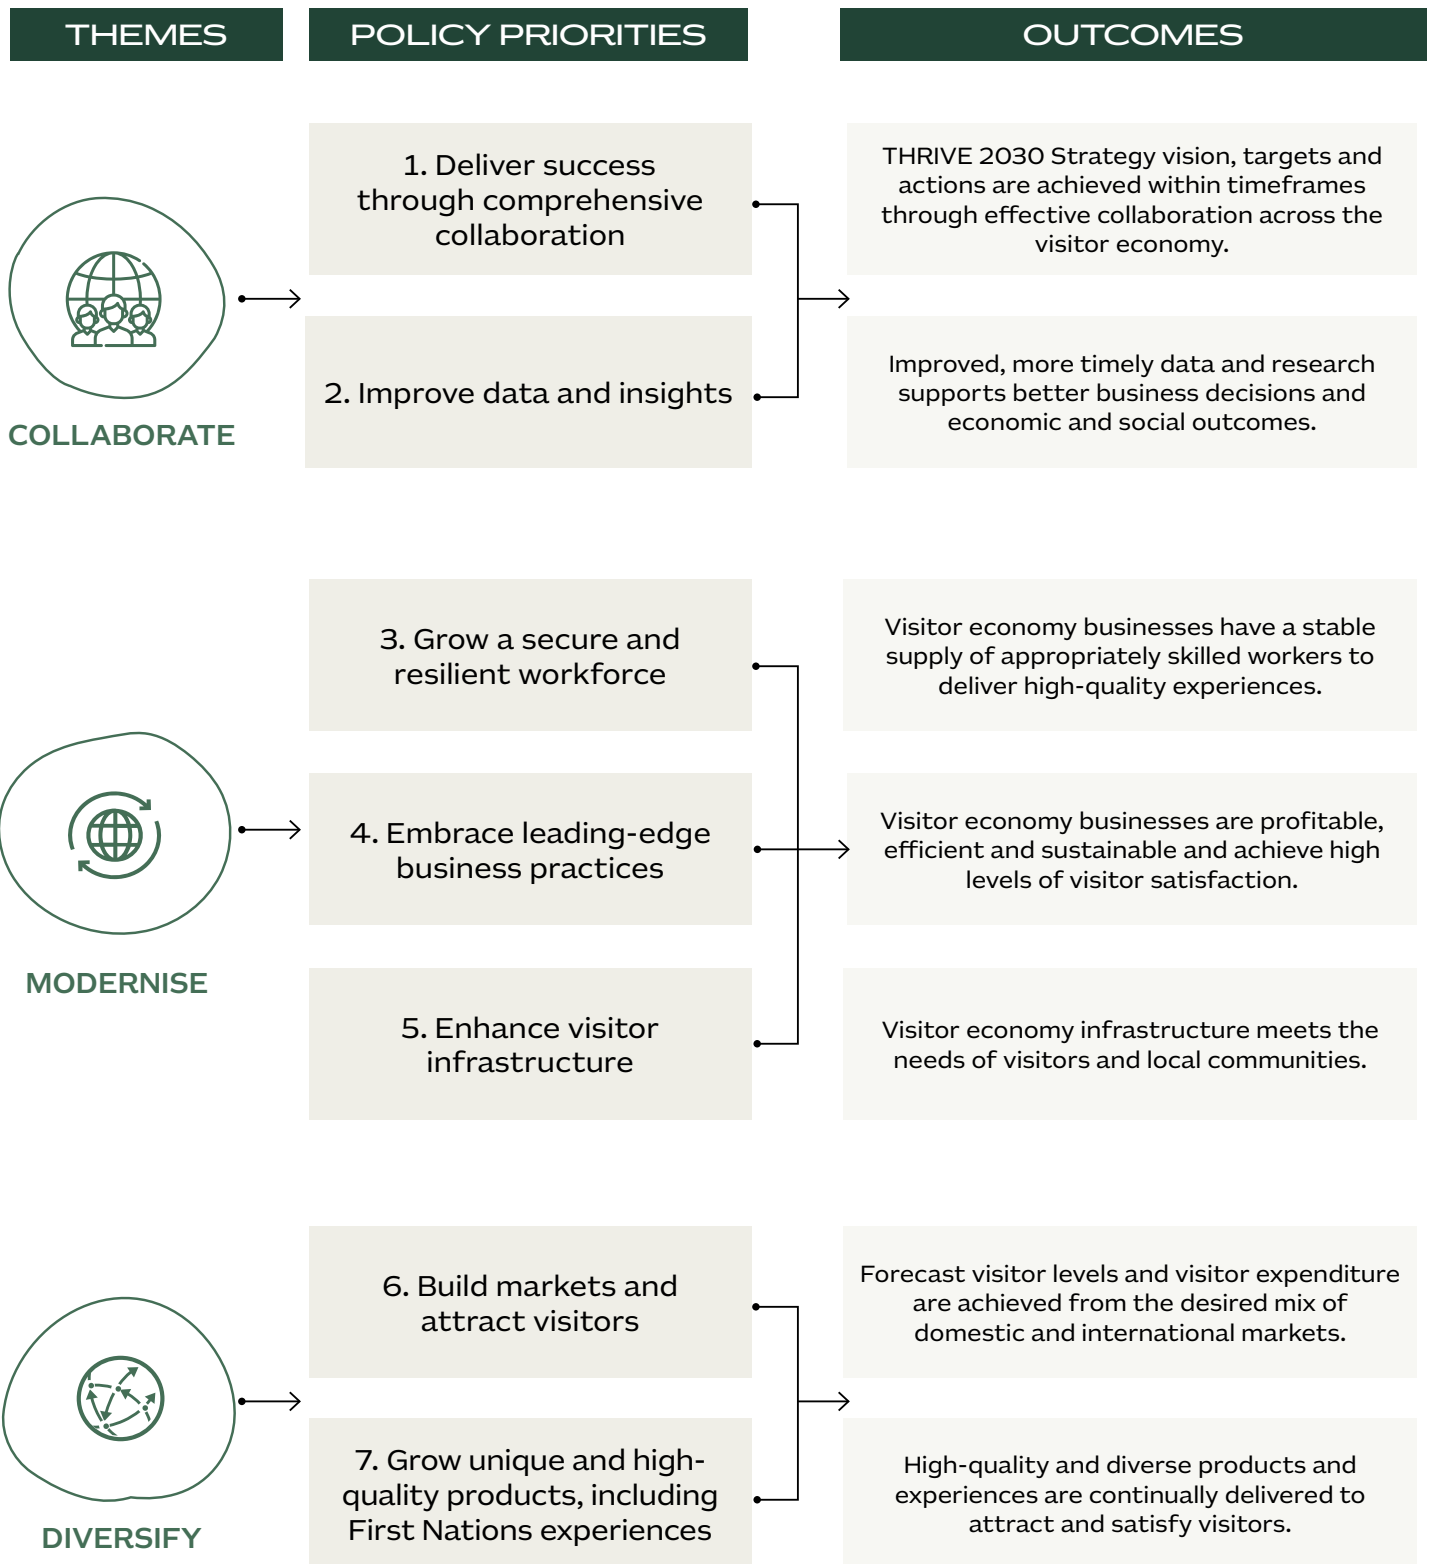 THEMES
POLICY PRIORITIES
OUTCOMES
COLLABORATE
1. Deliver success
through comprehensive
collaboration
THRIVE 2030 Strategy vision, targets and
actions are achieved within timeframes
through effective collaboration across the
visitor economy.
2. Improve data and insights
Improved, more timely data and research
supports better business decisions and
economic and social outcomes.
MODERNISE
3. Grow a secure and
resilient workforce
Visitor economy businesses have a stable
supply of appropriately skilled workers to
deliver high-quality experiences.
4. Embrace leading-edge
business practices
Visitor economy businesses are profitable,
efficient and sustainable and achieve high
levels of visitor satisfaction.
5. Enhance visitor
infrastructure
Visitor economy infrastructure meets the
needs of visitors and local communities.
DIVERSIFY
6. Build markets and
attract visitors
Forecast visitor levels and visitor expenditure
are achieved from the desired mix of
domestic and international markets.
7. Grow unique and high-
quality products, including
First Nations experiences
High-quality and diverse products and
experiences are continually delivered to
attract and satisfy visitors.